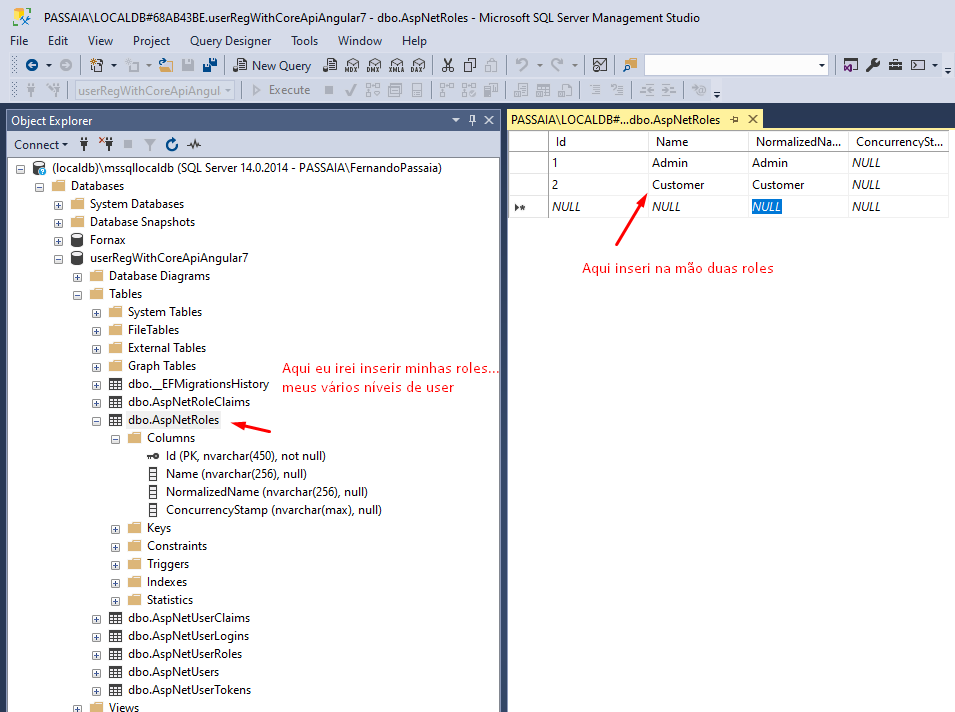 PASSAIA\LOCALDB#68AB43BE.userRegWithCoreApiAngular7 - dbo.AspNetRoles - Microsoft SQL Server Management Studio
File Edit View Project Query Designer Tools Window Help
New Query MDX DMX XMLA DAX
userRegWithCoreApiAngul Execute
Object Explorer
Connect
(localdb)\mssqllocaldb (SQL Server 14.0.2014 - PASSAIA\FernandoPassaia)
Databases
System Databases
Database Snapshots
Fornax
userRegWithCoreApiAngular7
Database Diagrams
Tables
System Tables
FileTables
External Tables
Graph Tables
dbo.__EFMigrationsHistory
dbo.AspNetRoleClaims
dbo.AspNetRoles
Columns
Id (PK, nvarchar(450), not null)
Name (nvarchar(256), null)
NormalizedName (nvarchar(256), null)
ConcurrencyStamp (nvarchar(max), null)
Keys
Constraints
Triggers
Indexes
Statistics
dbo.AspNetUserClaims
dbo.AspNetUserLogins
dbo.AspNetUserRoles
dbo.AspNetUsers
dbo.AspNetUserTokens
Views
Aqui eu irei inserir minhas roles...
meus vários níveis de user
PASSAIA\LOCALDB#...dbo.AspNetRoles
Id Name NormalizedNa... ConcurrencySt...
1 Admin Admin NULL
2 Customer Customer NULL
NULL NULL NULL NULL
Aqui inseri na mão duas roles